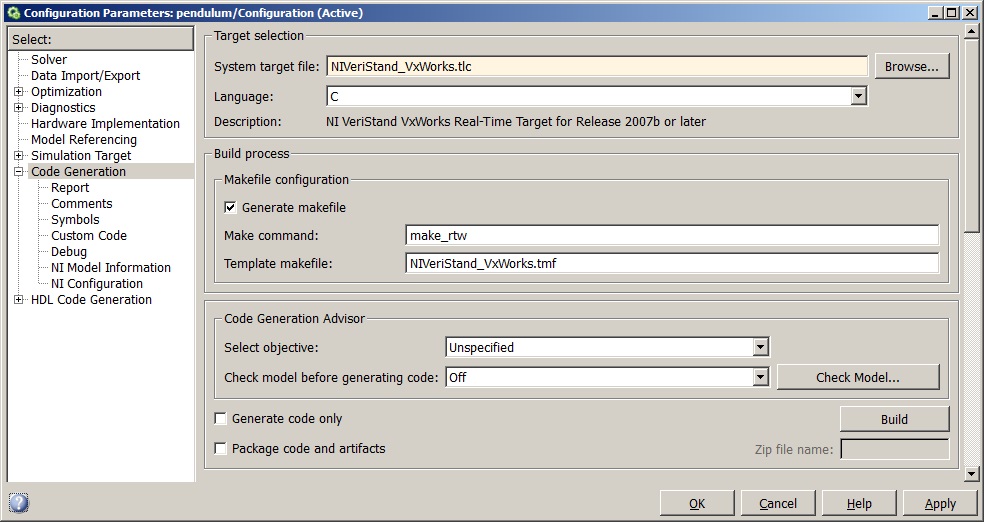 Configuration Parameters: pendulum/Configuration (Active)
Select:
Solver
Data Import/Export
Optimization
Diagnostics
Hardware Implementation
Model Referencing
Simulation Target
Code Generation
Report
Comments
Symbols
Custom Code
Debug
NI Model Information
NI Configuration
HDL Code Generation
Target selection
System target file: NIVeriStand_VxWorks.tlc Browse...
Language: C
Description: NI VeriStand VxWorks Real-Time Target for Release 2007b or later
Build process
Makefile configuration
Generate makefile
Make command: make_rtw
Template makefile: NIVeriStand_VxWorks.tmf
Code Generation Advisor
Select objective: Unspecified
Check model before generating code: Off Check Model...
Generate code only Build
Package code and artifacts Zip file name:
? OK Cancel Help Apply